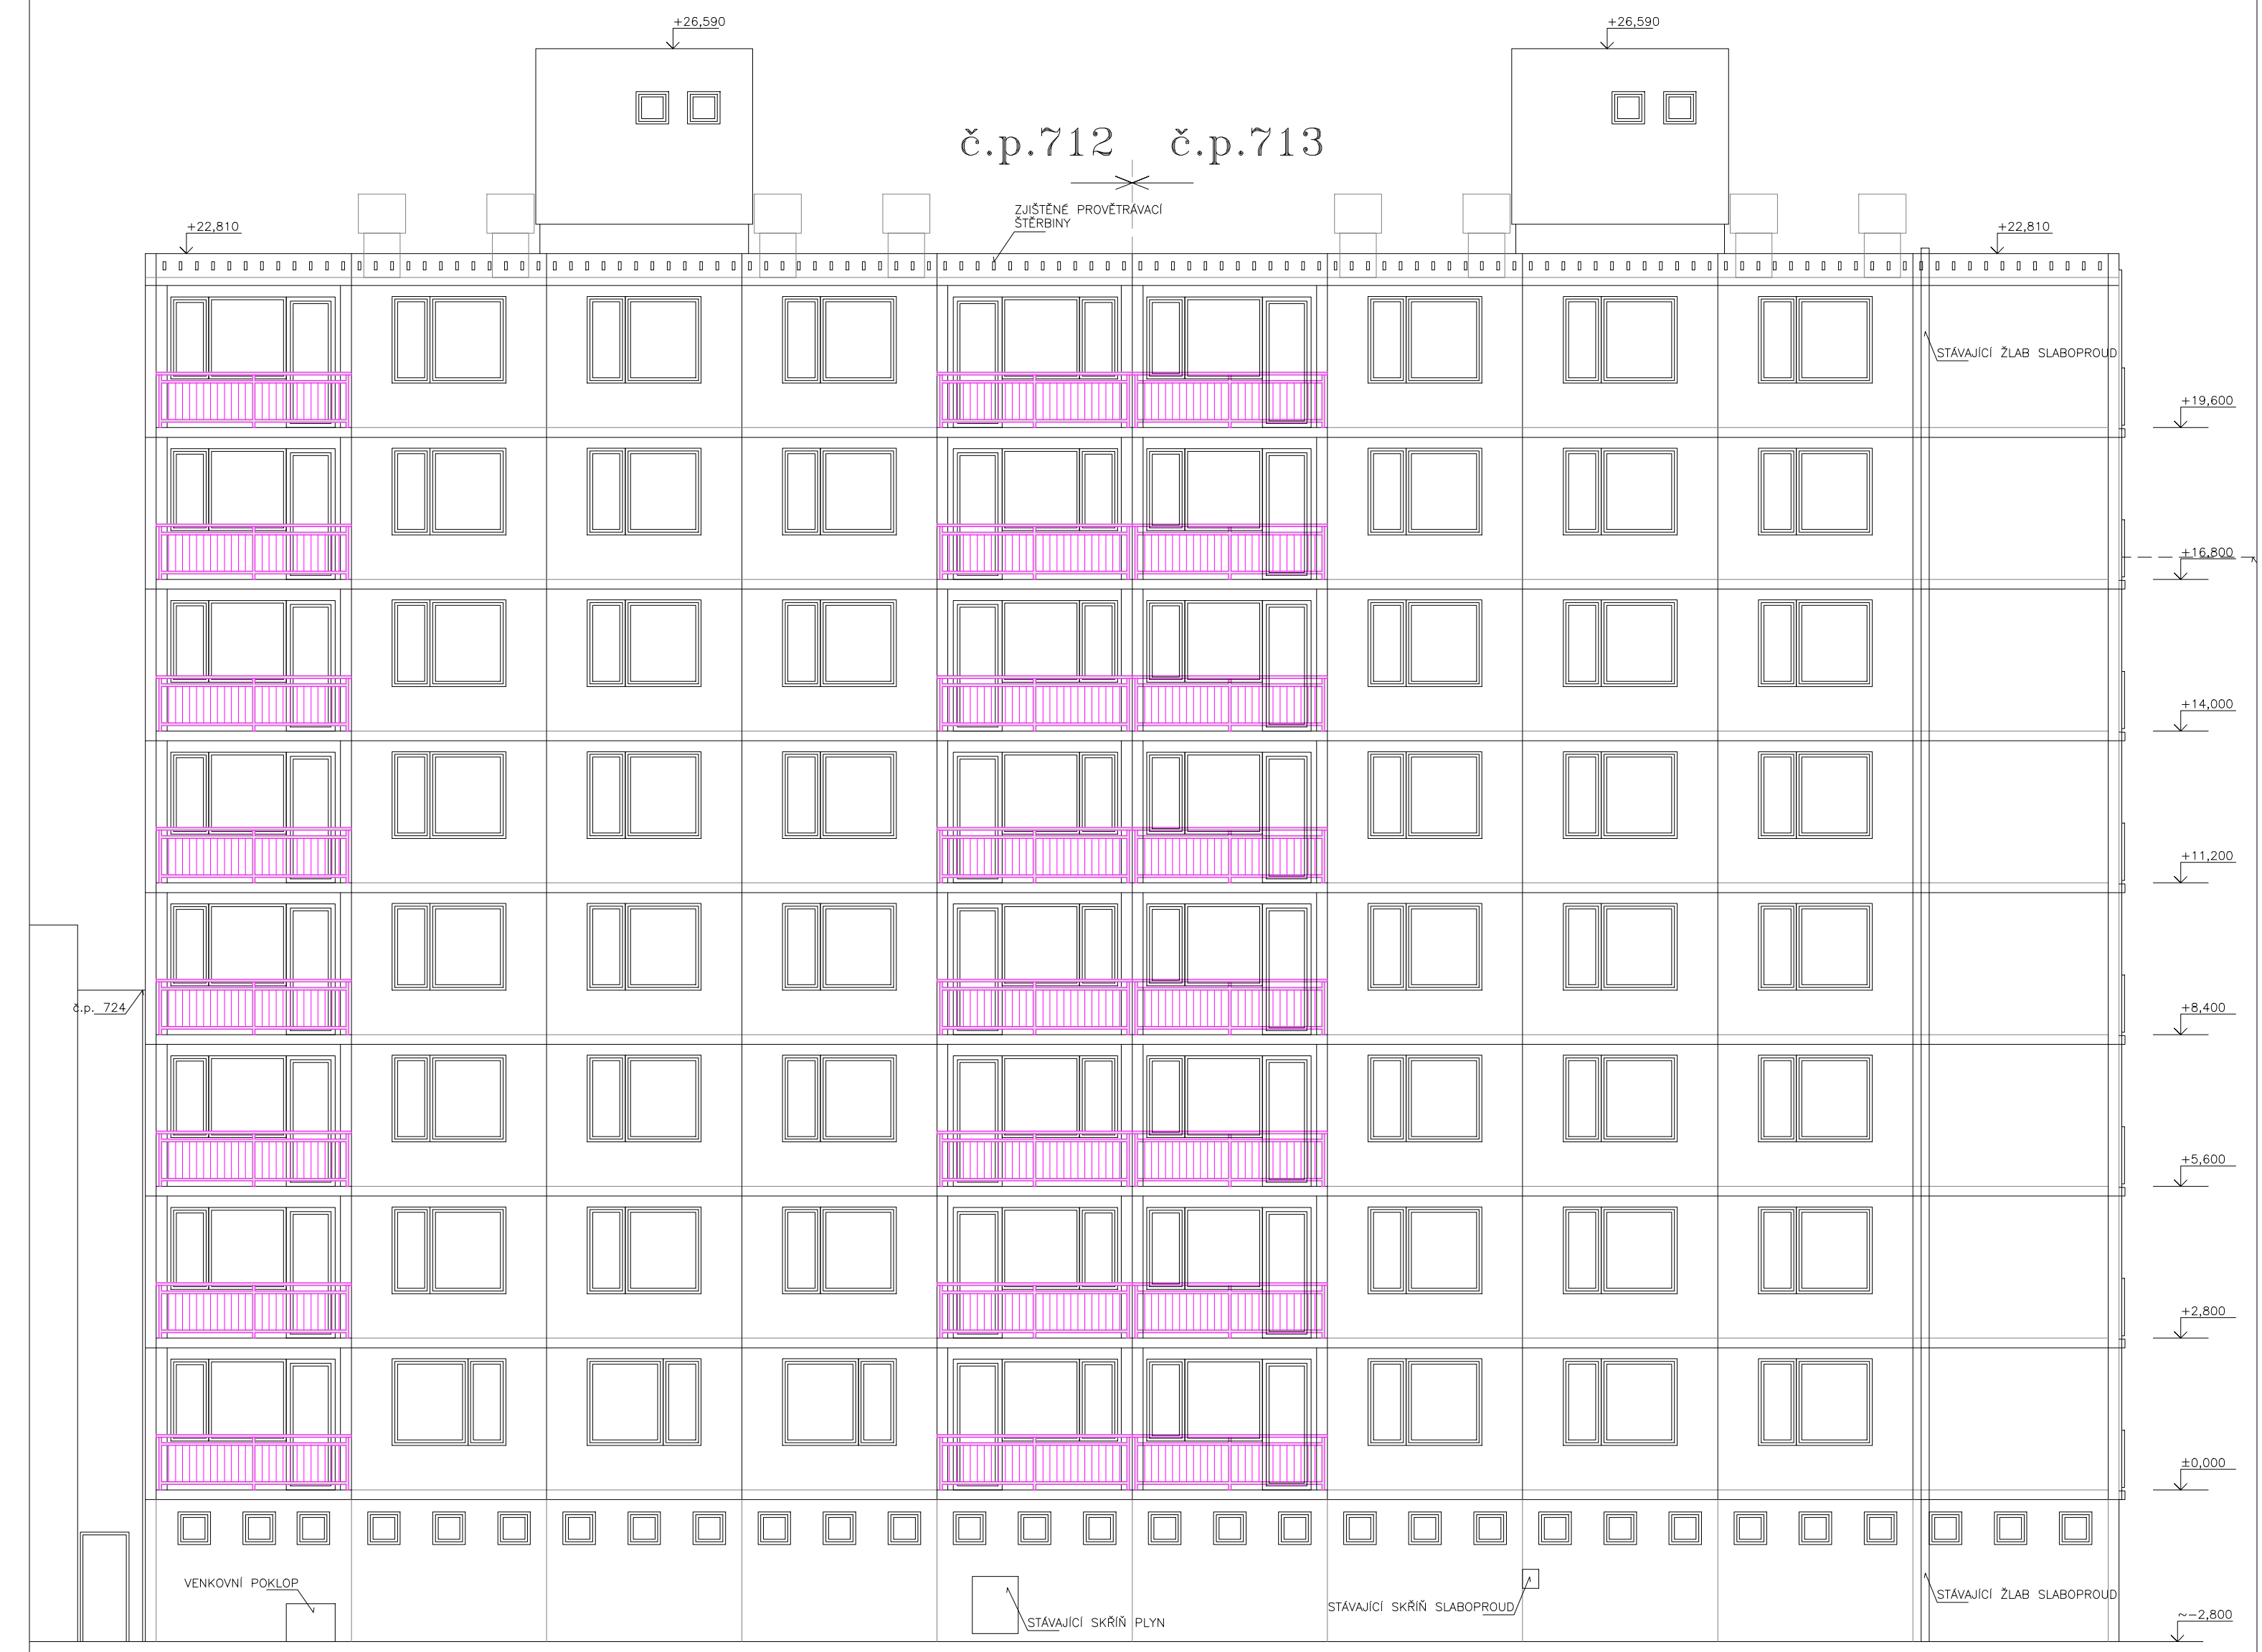 +26,590
+26,590
č.p.712 č.p.713
ZJIŠTĚNÉ PROVĚTRÁVACÍ
ŠTĚRBINY
+22,810
+22,810
STÁVAJÍCÍ ŽLAB SLABOPROUD
+19,600
+16,800
+14,000
+11,200
č.p. 724
+8,400
+5,600
+2,800
±0,000
VENKOVNÍ POKLOP
STÁVAJÍCÍ SKŘÍŇ PLYN
STÁVAJÍCÍ SKŘÍŇ SLABOPROUD
STÁVAJÍCÍ ŽLAB SLABOPROUD
~−2,800